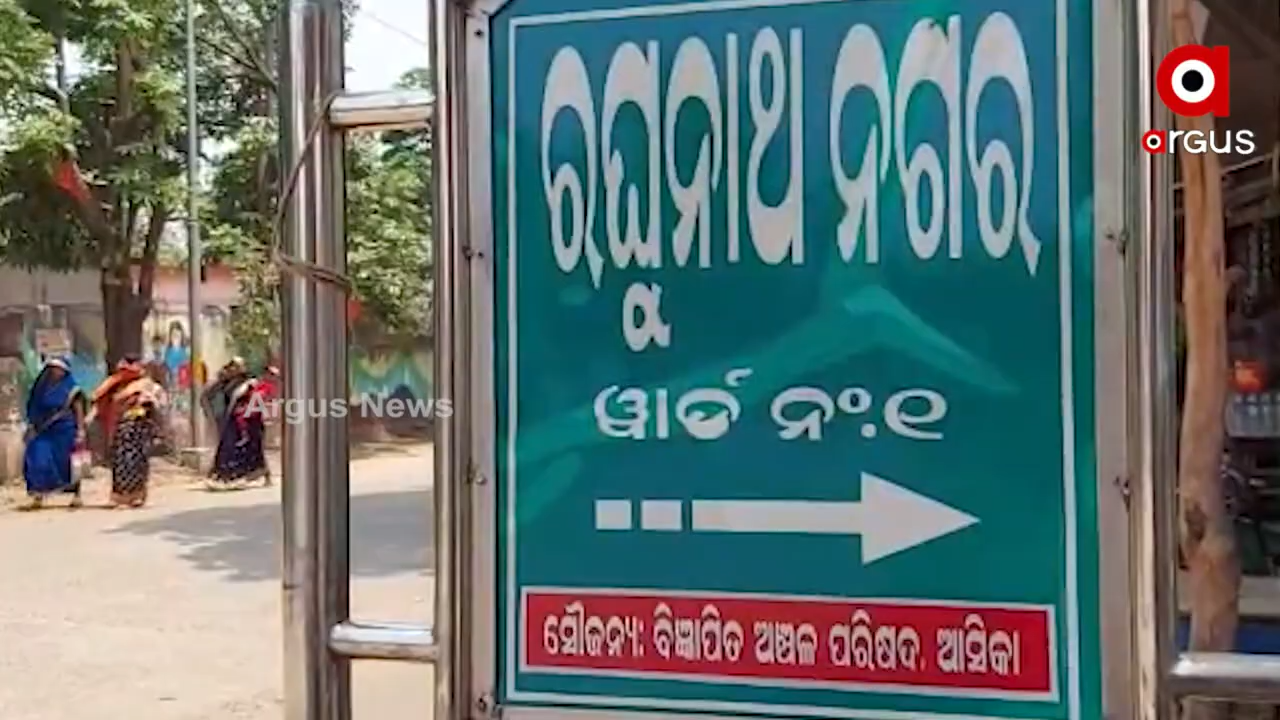 argus
ରଘୁନାଥ ନଗର
ୱାର୍ଡ ନଂ.୧
Argus News
ସୌଜନ୍ୟ: ବିଜ୍ଞାପିତ ଅଞ୍ଚଳ ପରିଷଦ, ଆସିକା